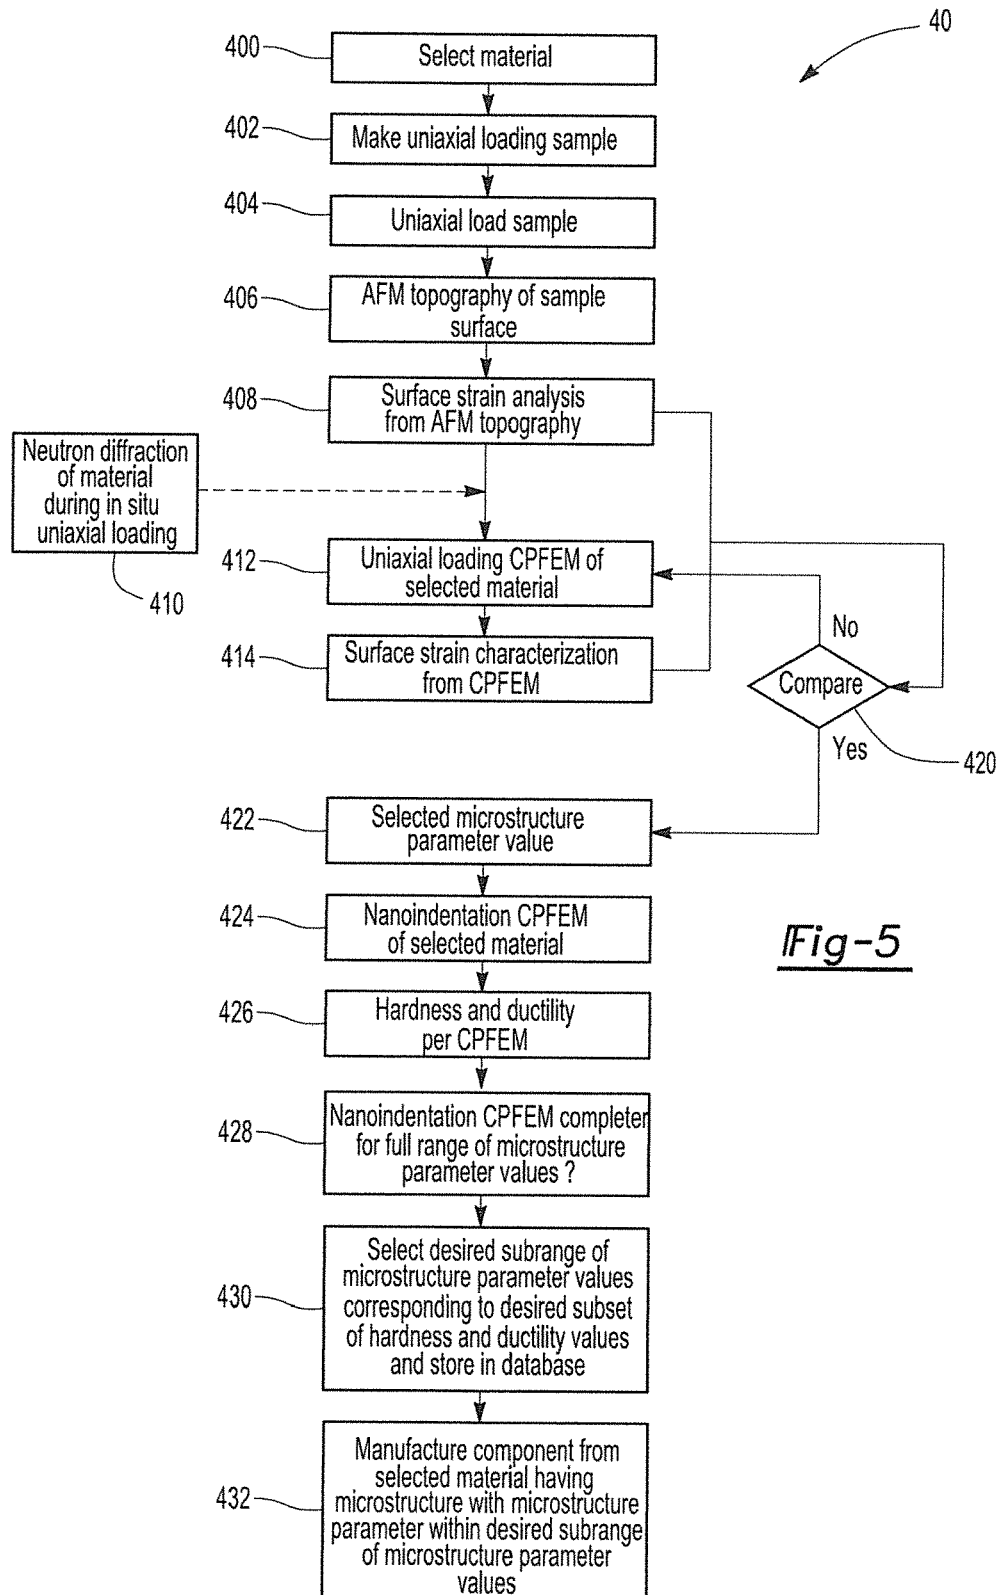 40
400
Select material
402
Make uniaxial loading sample
404
Uniaxial load sample
406
AFM topography of sample
surface
408
Surface strain analysis
from AFM topography
Neutron diffraction
of material
during in situ
uniaxial loading
410
412
Uniaxial loading CPFEM of
selected material
414
Surface strain characterization
from CPFEM
No
Compare
Yes
420
422
Selected microstructure
parameter value
424
Nanoindentation CPFEM
of selected material
Fig-5
426
Hardness and ductility
per CPFEM
428
Nanoindentation CPFEM completer
for full range of microstructure
parameter values ?
430
Select desired subrange of
microstructure parameter values
corresponding to desired subset
of hardness and ductility values
and store in database
432
Manufacture component from
selected material having
microstructure with microstructure
parameter within desired subrange
of microstructure parameter
values